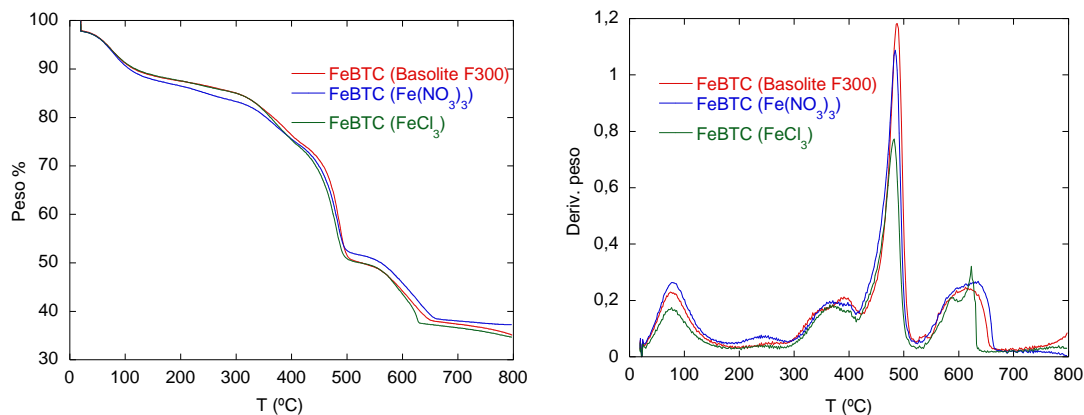 100
90
80
70
60
50
40
30
Peso %
FeBTC (Basolite F300)
FeBTC (Fe(NO3)3)
FeBTC (FeCl3)
0 100 200 300 400 500 600 700 800
T (ºC)
1,2
1
0,8
0,6
0,4
0,2
0
Deriv. peso
FeBTC (Basolite F300)
FeBTC (Fe(NO3)3)
FeBTC (FeCl3)
0 100 200 300 400 500 600 700 800
T (ºC)